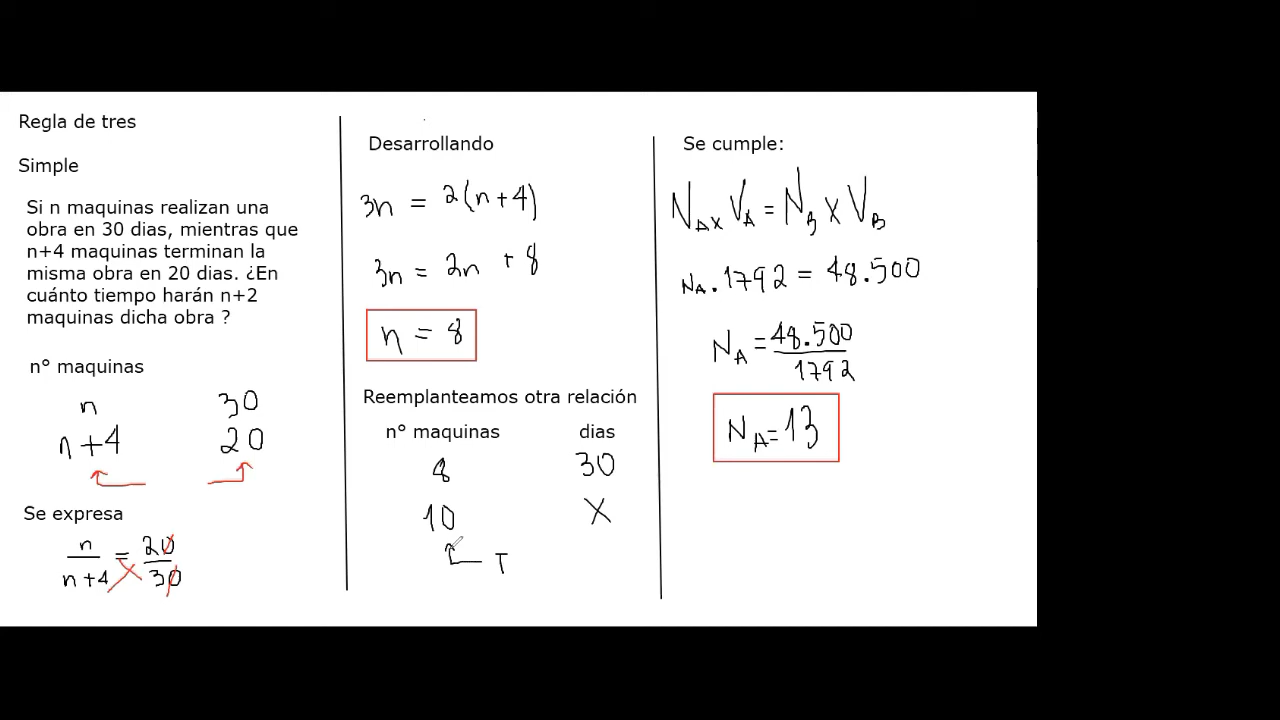 Regla de tres
Simple
Si n maquinas realizan una
obra en 30 dias, mientras que
n+4 maquinas terminan la
misma obra en 20 dias. ¿En
cuánto tiempo harán n+2
maquinas dicha obra ?
n° maquinas
n 30
n+4 20
Se expresa
n/n+4 = 20/30
Desarrollando
3n = 2(n+4)
3n = 2n + 8
n = 8
Reemplanteamos otra relación
n° maquinas dias
8 30
10 X
T
Se cumple:
N_A x V_A = N_B x V_B
N_A . 1792 = 48.500
N_A = 48.500/1792
N_A = 13